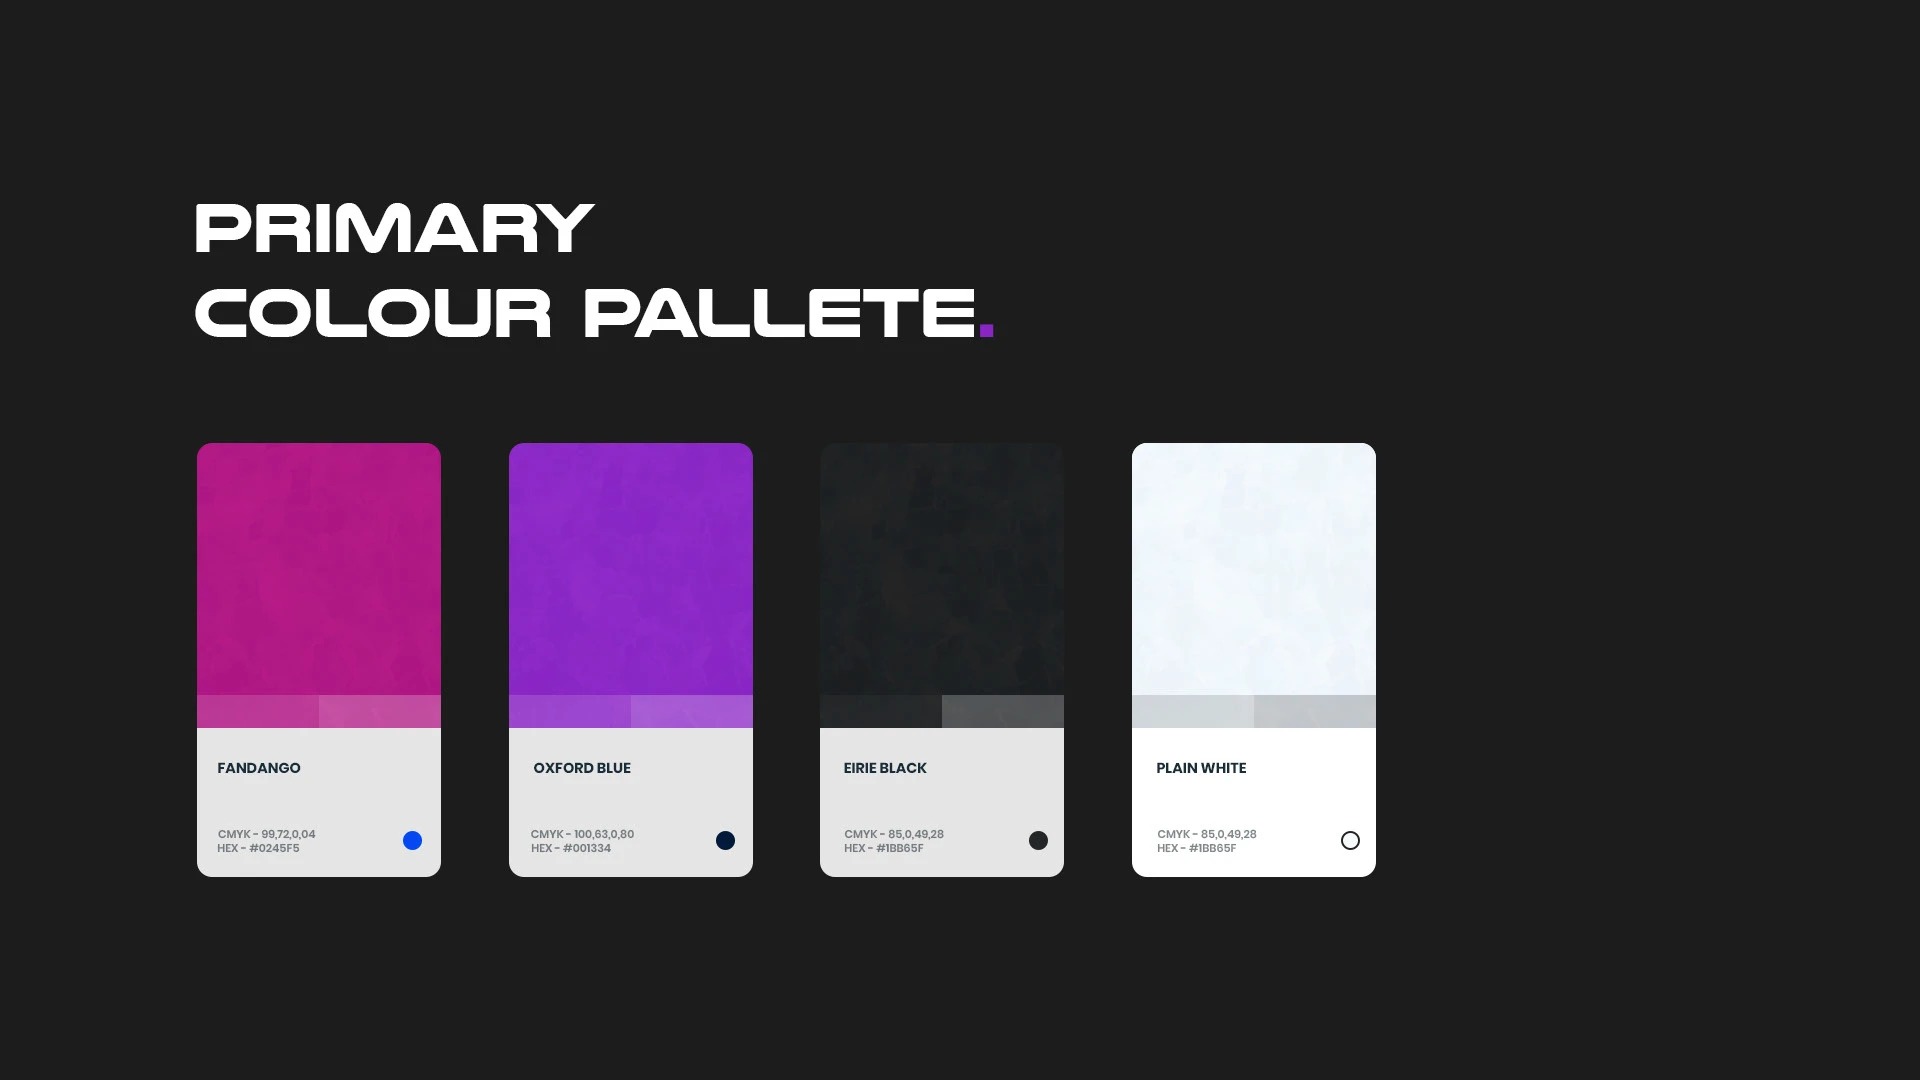 PRIMARY
COLOUR PALLETE.
FANDANGO
CMYK - 99,72,0,04
HEX - #0245F5
OXFORD BLUE
CMYK - 100,63,0,80
HEX - #001334
EIRIE BLACK
CMYK - 85,0,49,28
HEX - #1BB65F
PLAIN WHITE
CMYK - 85,0,49,28
HEX - #1BB65F